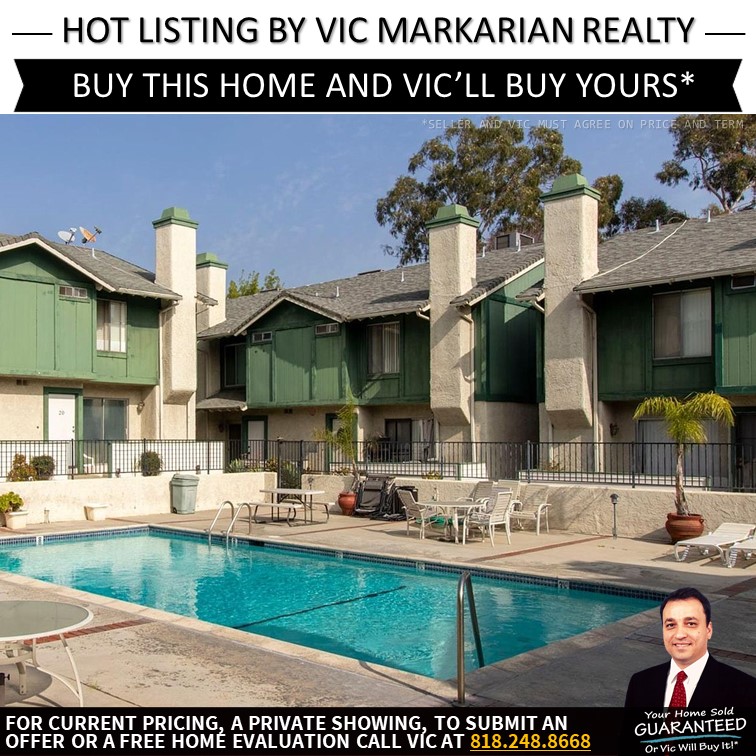 HOT LISTING BY VIC MARKARIAN REALTY
BUY THIS HOME AND VIC'LL BUY YOURS*
*SELLER AND VIC MUST AGREE ON PRICE AND TERM
Your Home Sold
GUARANTEED
Or Vic Will Buy It!
FOR CURRENT PRICING, A PRIVATE SHOWING, TO SUBMIT AN
OFFER OR A FREE HOME EVALUATION CALL VIC AT 818.248.8668